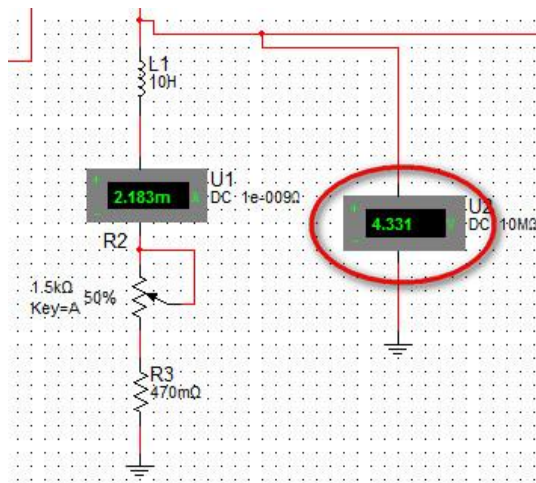 L1
10H
+
2.183m A
-
U1
DC 1e-009Ω
R2
1.5kΩ
Key=A
50%
R3
470mΩ
+
4.331 V
-
U2
DC 10MΩ